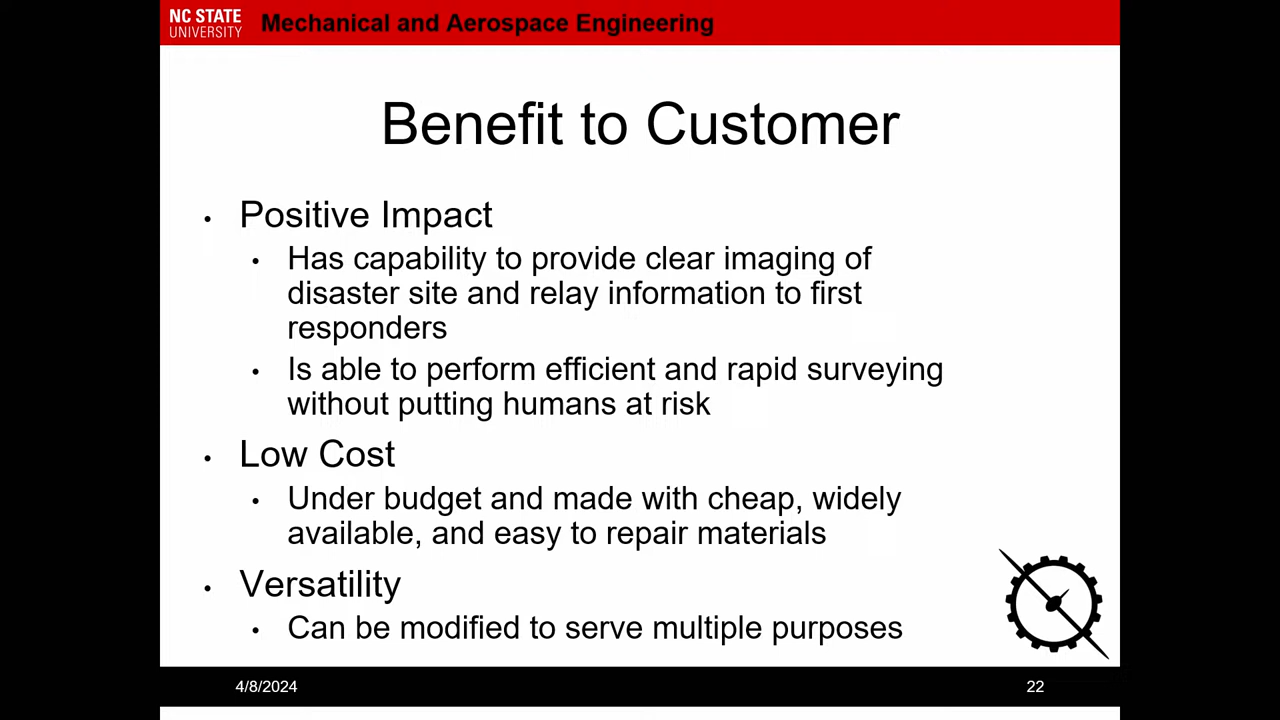 NC STATE
UNIVERSITY
Mechanical and Aerospace Engineering
Benefit to Customer
• Positive Impact
• Has capability to provide clear imaging of
disaster site and relay information to first
responders
• Is able to perform efficient and rapid surveying
without putting humans at risk
• Low Cost
• Under budget and made with cheap, widely
available, and easy to repair materials
• Versatility
• Can be modified to serve multiple purposes
4/8/2024
22